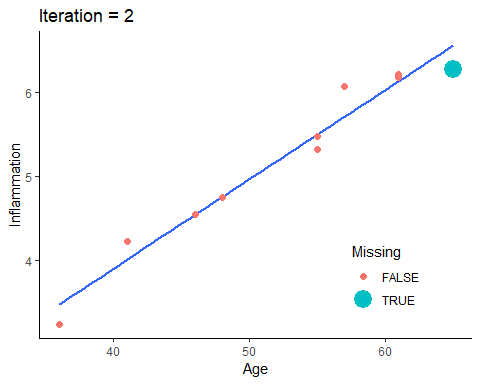 Iteration = 2
Inflammation
6
5
4
40
50
60
Age
Missing
FALSE
TRUE